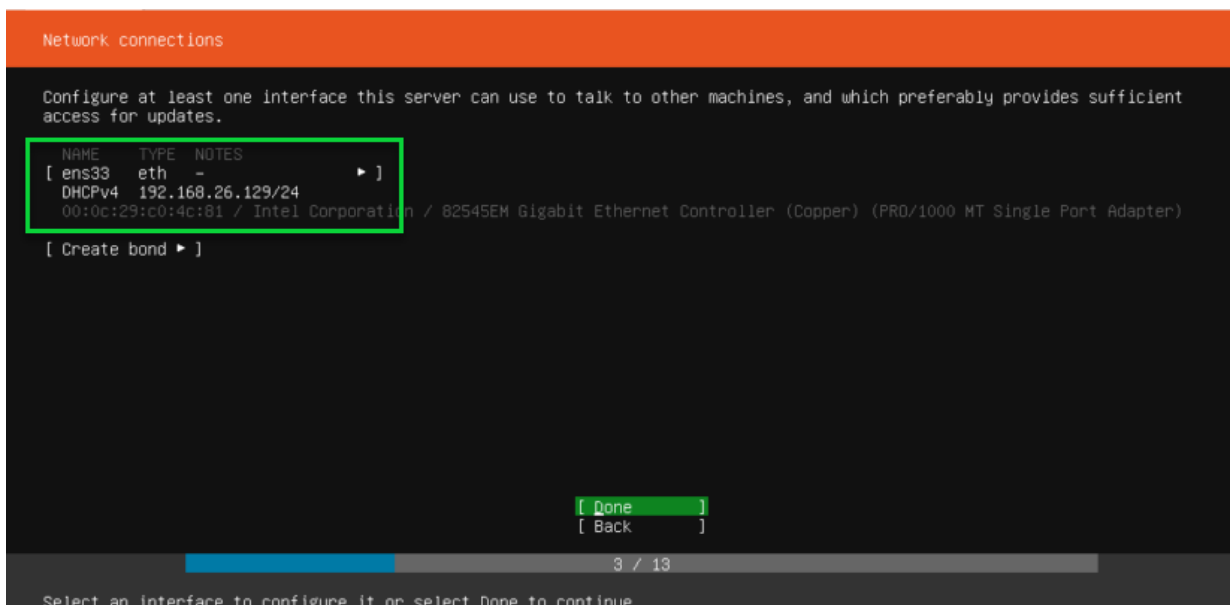 Network connections
Configure at least one interface this server can use to talk to other machines, and which preferably provides sufficient
access for updates.
NAME TYPE NOTES
[ ens33 eth - ▸ ]
DHCPv4 192.168.26.129/24
00:0c:29:c0:4c:81 / Intel Corporation / 82545EM Gigabit Ethernet Controller (Copper) (PRO/1000 MT Single Port Adapter)
[ Create bond ▸ ]
[ Done ]
[ Back ]
3 / 13
Select an interface to configure it or select Done to continue